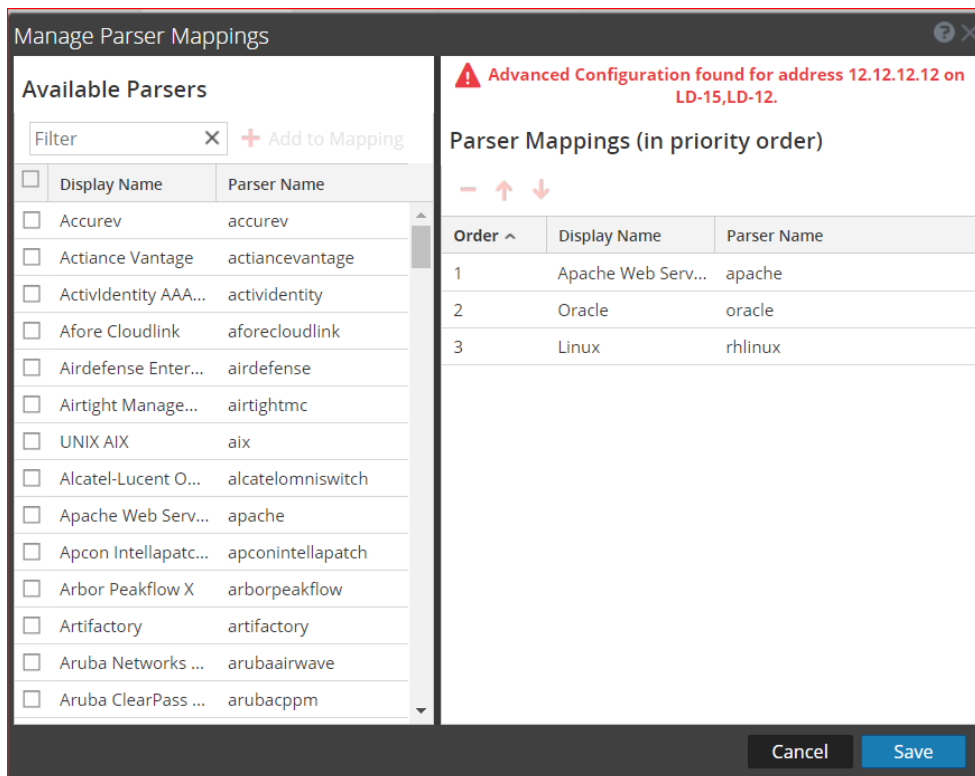 Manage Parser Mappings
Available Parsers
Filter
Add to Mapping
Display Name Parser Name
Accurev accurev
Actiance Vantage actiancevantage
ActivIdentity AAA... actividentity
Afore Cloudlink aforecloudlink
Airdefense Enter... airdefense
Airtight Manage... airtightmc
UNIX AIX aix
Alcatel-Lucent O... alcatelomniswitch
Apache Web Serv... apache
Apcon Intellapatc... apconintellapatch
Arbor Peakflow X arborpeakflow
Artifactory artifactory
Aruba Networks ... arubaairwave
Aruba ClearPass ... arubacppm
Advanced Configuration found for address 12.12.12.12 on
LD-15,LD-12.
Parser Mappings (in priority order)
Order Display Name Parser Name
1 Apache Web Serv... apache
2 Oracle oracle
3 Linux rhlinux
Cancel Save